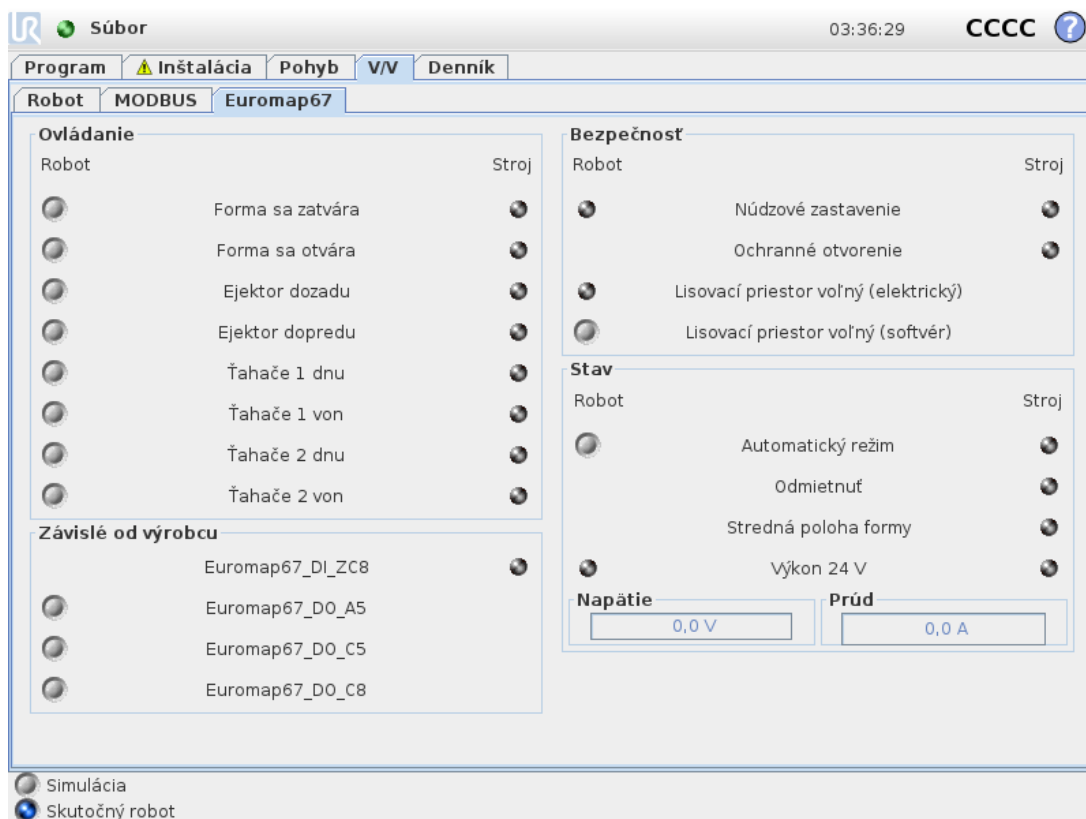 UR Súbor 03:36:29 CCCC ?
Program Inštalácia Pohyb V/V Denník
Robot MODBUS Euromap67
Ovládanie
Robot Stroj
Forma sa zatvára
Forma sa otvára
Ejektor dozadu
Ejektor dopredu
Ťahače 1 dnu
Ťahače 1 von
Ťahače 2 dnu
Ťahače 2 von
Závislé od výrobcu
Euromap67_DI_ZC8
Euromap67_DO_A5
Euromap67_DO_C5
Euromap67_DO_C8
Bezpečnosť
Robot Stroj
Núdzové zastavenie
Ochranné otvorenie
Lisovací priestor voľný (elektrický)
Lisovací priestor voľný (softvér)
Stav
Robot Stroj
Automatický režim
Odmietnuť
Stredná poloha formy
Výkon 24 V
Napätie Prúd
0,0 V 0,0 A
Simulácia
Skutočný robot